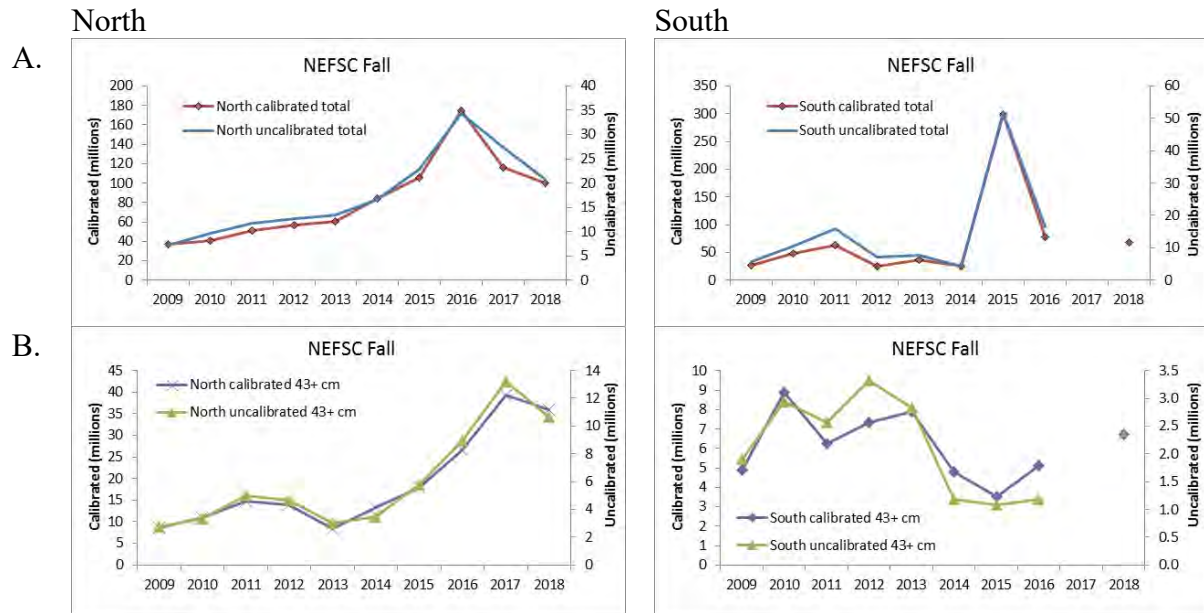 North
South
A.
NEFSC Fall
North calibrated total
North uncalibrated total
Calibrated (millions)
200
180
160
140
120
100
80
60
40
20
0
40
35
30
25
20
15
10
5
0
Unclaibrated (millions)
2009 2010 2011 2012 2013 2014 2015 2016 2017 2018
NEFSC Fall
South calibrated total
South uncalibrated total
Calibrated (millions)
350
300
250
200
150
100
50
0
60
50
40
30
20
10
0
Unclaibrated (millions)
2009 2010 2011 2012 2013 2014 2015 2016 2017 2018
B.
NEFSC Fall
North calibrated 43+ cm
North uncalibrated 43+ cm
Calibrated (millions)
45
40
35
30
25
20
15
10
5
0
14
12
10
8
6
4
2
0
Uncalibrated (millions)
2009 2010 2011 2012 2013 2014 2015 2016 2017 2018
NEFSC Fall
South calibrated 43+ cm
South uncalibrated 43+ cm
Calibrated (millions)
10
9
8
7
6
5
4
3
2
1
0
3.5
3.0
2.5
2.0
1.5
1.0
0.5
0.0
Uncalibrated (millions)
2009 2010 2011 2012 2013 2014 2015 2016 2017 2018